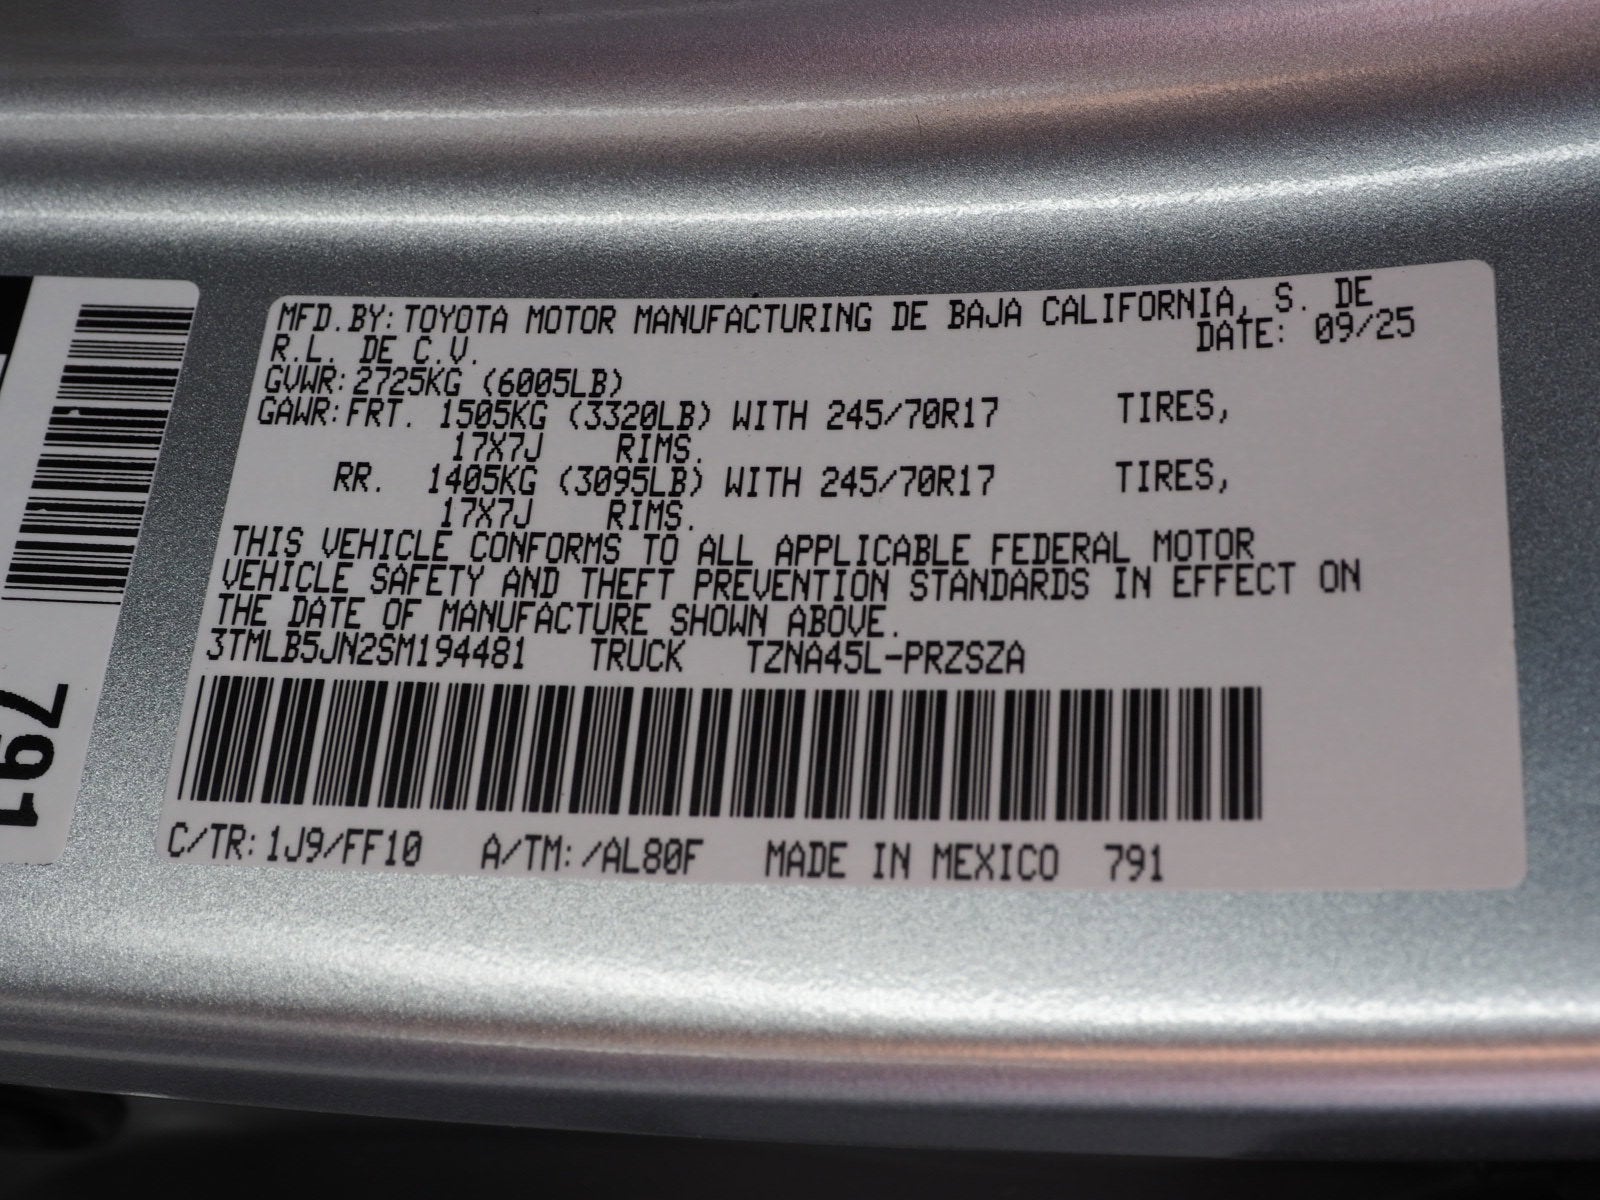 MFD.BY:TOYOTA MOTOR MANUFACTURING DE BAJA CALIFORNIA, S. DE
R.L. DE C.V. DATE: 09/25
GVWR:2725KG (6005LB)
GAWR:FRT. 1505KG (3320LB) WITH 245/70R17 TIRES,
17X7J RIMS.
RR. 1405KG (3095LB) WITH 245/70R17 TIRES,
17X7J RIMS.
THIS VEHICLE CONFORMS TO ALL APPLICABLE FEDERAL MOTOR
VEHICLE SAFETY AND THEFT PREVENTION STANDARDS IN EFFECT ON
THE DATE OF MANUFACTURE SHOWN ABOVE.
3TMLB5JN2SM194481 TRUCK TZNA45L-PRZSZA
C/TR:1J9/FF10 A/TM:/AL80F MADE IN MEXICO 791
791